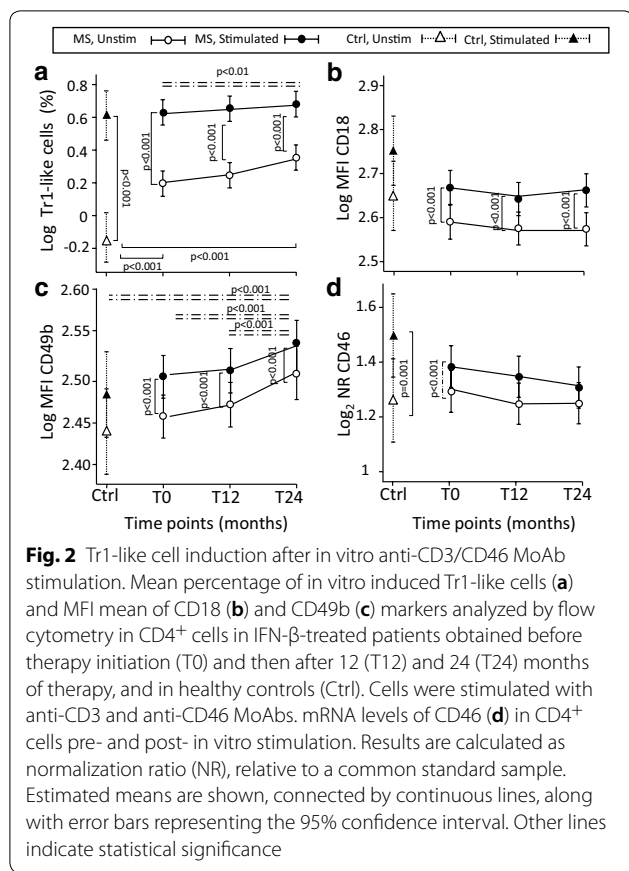 MS, Unstim MS, Stimulated Ctrl, Unstim Ctrl, Stimulated
a
Log Tr1-like cells (%)
0.8
0.6
0.4
0.2
0
-0.2
p<0.01
p<0.001
p<0.001
p<0.001
p<0.001
p<0.001
p<0.001
b
Log MFI CD18
2.9
2.8
2.7
2.6
2.5
p<0.001
p<0.001
p<0.001
c
Log MFI CD49b
2.60
2.55
2.50
2.45
2.40
p<0.001
p<0.001
p<0.001
p<0.001
p<0.001
p<0.001
Ctrl T0 T12 T24
Time points (months)
d
Log2 NR CD46
1.6
1.4
1.2
1
p=0.001
p<0.001
Ctrl T0 T12 T24
Time points (months)
Fig. 2 Tr1-like cell induction after in vitro anti-CD3/CD46 MoAb
stimulation. Mean percentage of in vitro induced Tr1-like cells (a)
and MFI mean of CD18 (b) and CD49b (c) markers analyzed by flow
cytometry in CD4+ cells in IFN-β-treated patients obtained before
therapy initiation (T0) and then after 12 (T12) and 24 (T24) months
of therapy, and in healthy controls (Ctrl). Cells were stimulated with
anti-CD3 and anti-CD46 MoAbs. mRNA levels of CD46 (d) in CD4+
cells pre- and post- in vitro stimulation. Results are calculated as
normalization ratio (NR), relative to a common standard sample.
Estimated means are shown, connected by continuous lines, along
with error bars representing the 95% confidence interval. Other lines
indicate statistical significance